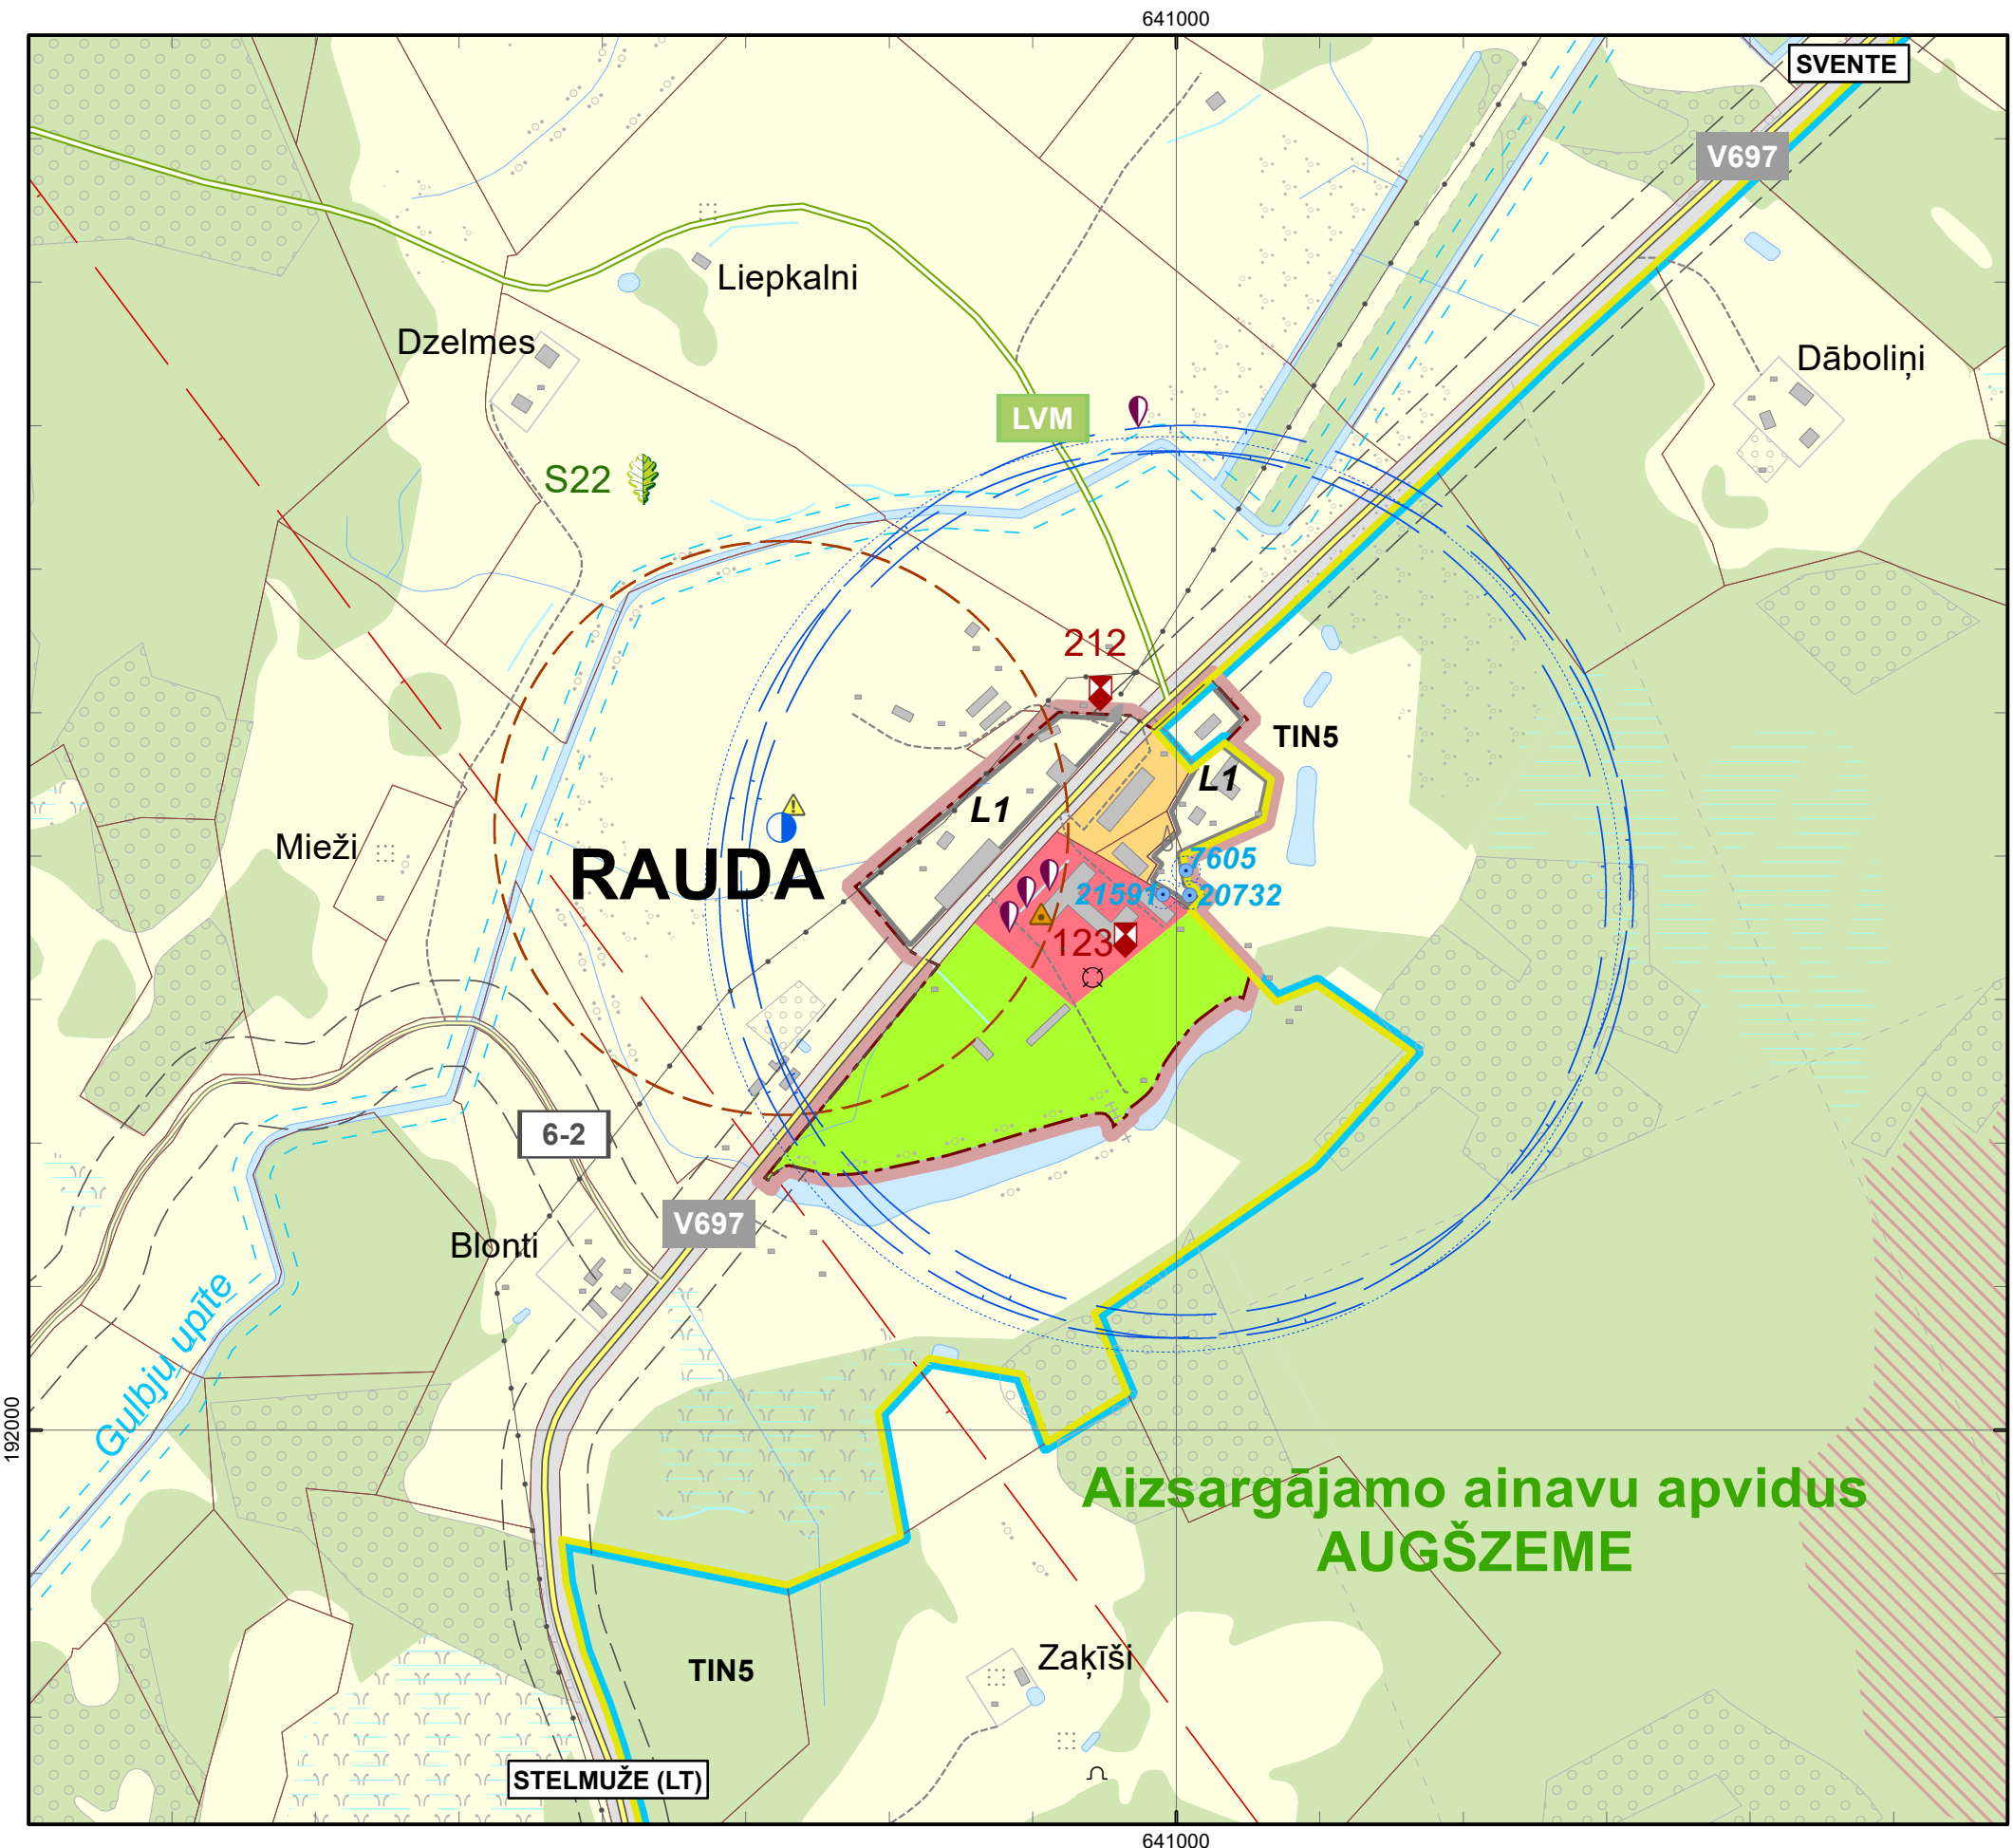 641000
SVENTE
V697
Liepkalni
Dzelmes
Dāboliņi
LVM
S22
212
TIN5
L1
L1
Mieži
RAUDA
7605
21591
20732
123
6-2
V697
Blonti
Gulbju upīte
192000
Aizsargājamo ainavu apvidus
AUGŠZEME
Zaķīši
TIN5
STELMUŽE (LT)
641000